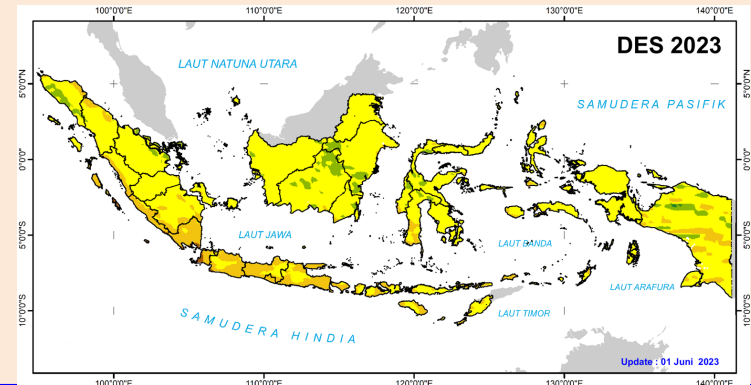 100°0'0"E 110°0'0"E 120°0'0"E 130°0'0"E 140°0'0"E
DES 2023
LAUT NATUNA UTARA
5°0'0"N 5°0'0"N
SAMUDERA PASIFIK
0°0'0" 0°0'0"
LAUT JAWA
5°0'0"S 5°0'0"S
LAUT BANDA
LAUT ARAFURA
10°0'0"S 10°0'0"S
SAMUDERA HINDIA
LAUT TIMOR
Update : 01 Juni 2023
100°0'0"E 110°0'0"E 120°0'0"E 130°0'0"E 140°0'0"E